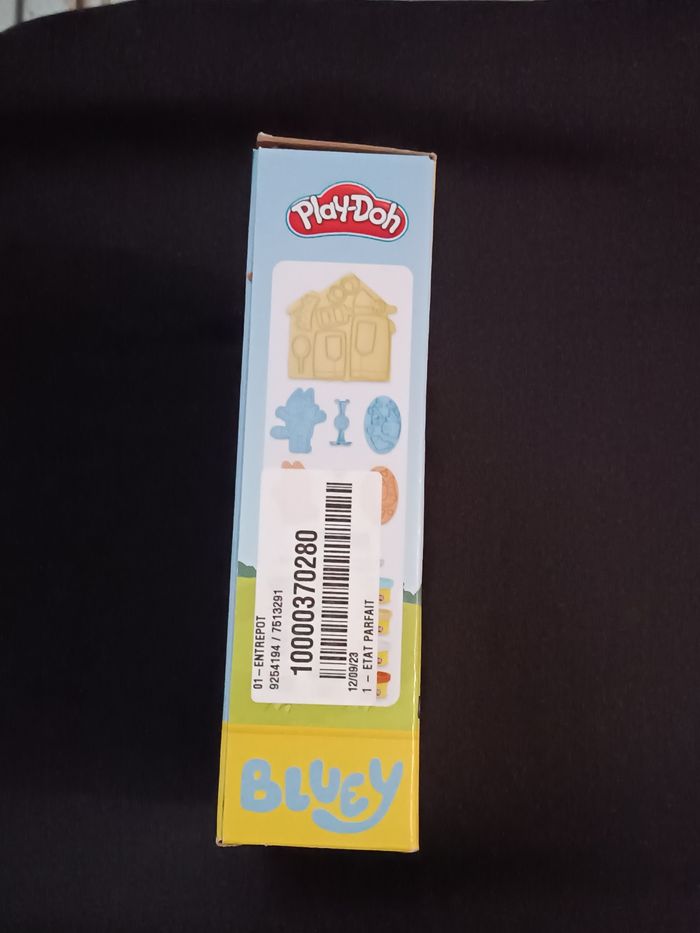 Play-Doh
01 - ENTREPOT
9254194 / 7513291
10000370280
12/09/23
1 - ETAT PARFAIT
BLUEY